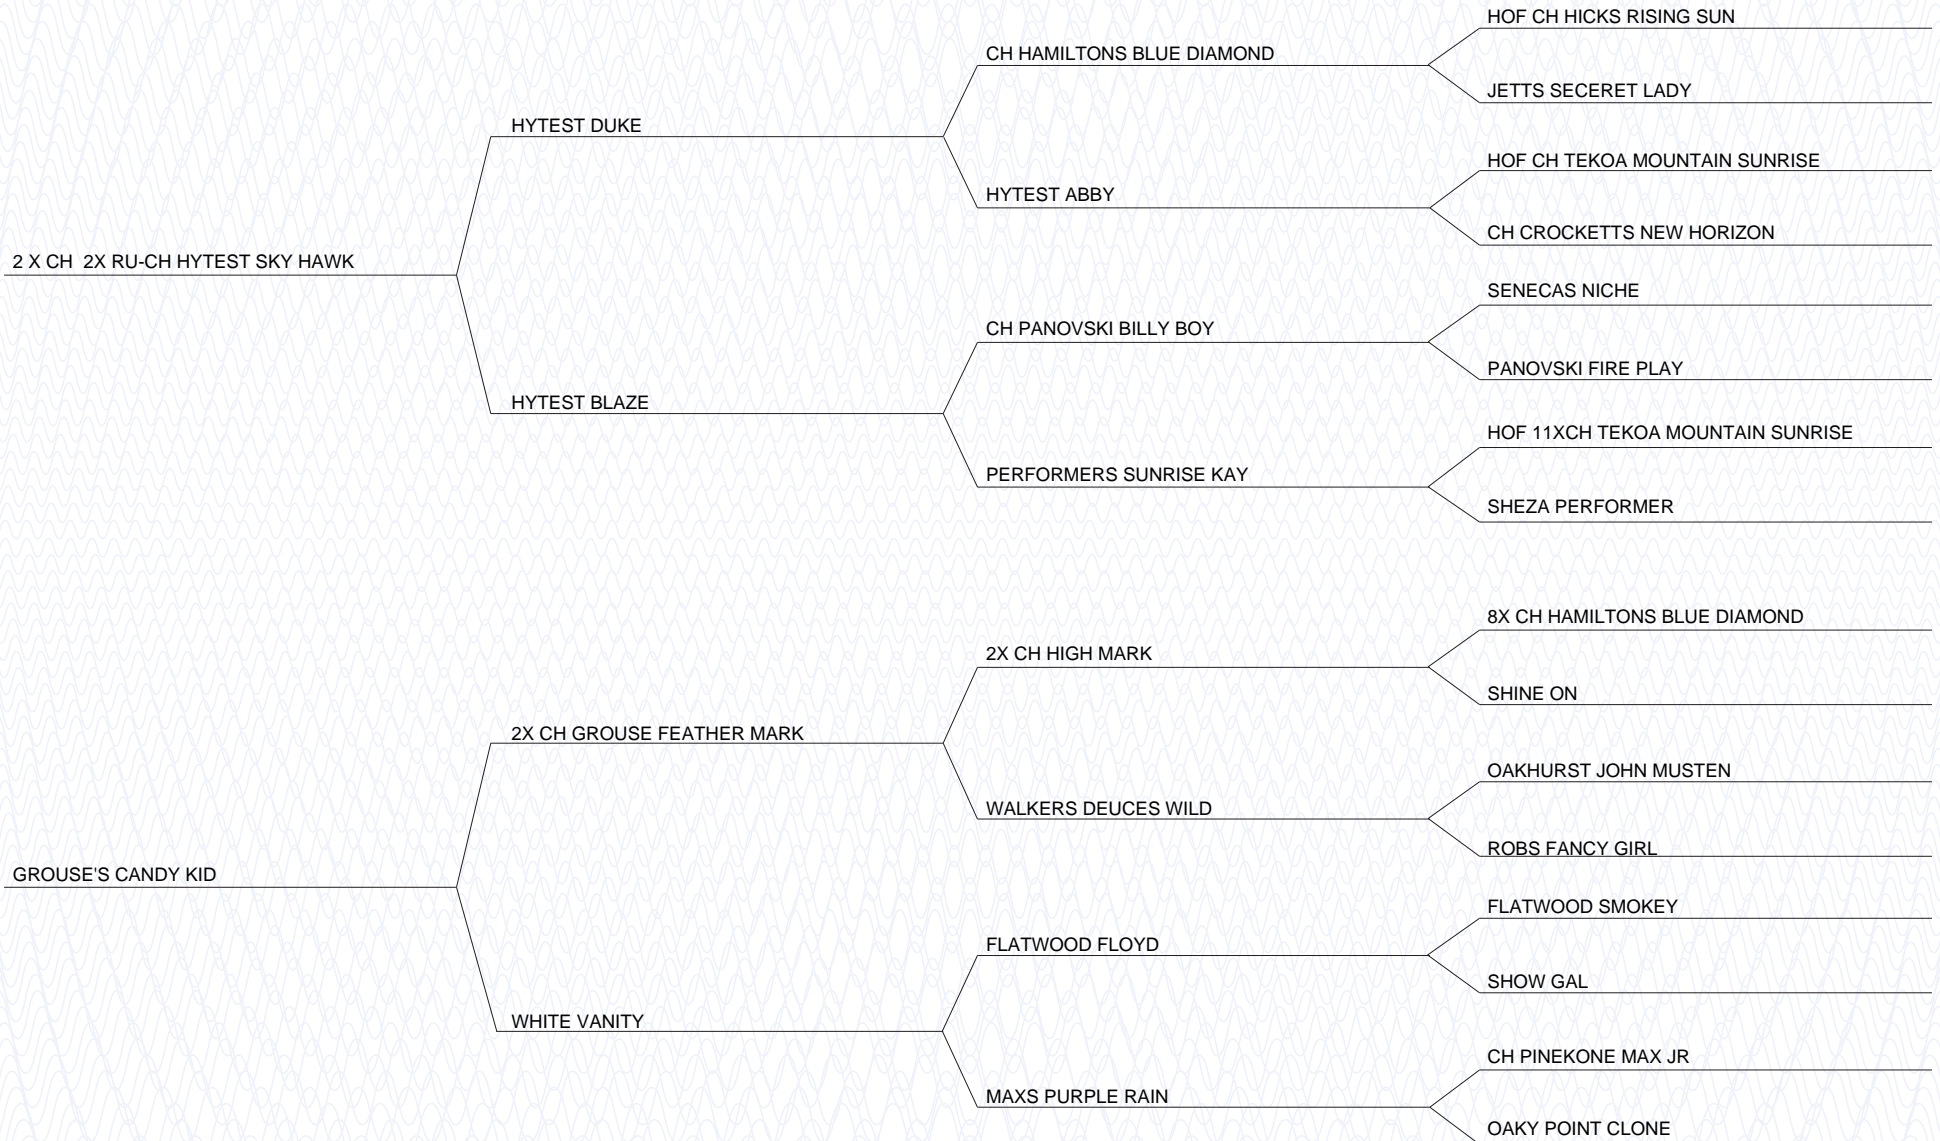 HOF CH HICKS RISING SUN
CH HAMILTONS BLUE DIAMOND
JETTS SECERET LADY
HYTEST DUKE
HOF CH TEKOA MOUNTAIN SUNRISE
HYTEST ABBY
CH CROCKETTS NEW HORIZON
2 X CH  2X RU-CH HYTEST SKY HAWK
SENECAS NICHE
CH PANOVSKI BILLY BOY
PANOVSKI FIRE PLAY
HYTEST BLAZE
HOF 11XCH TEKOA MOUNTAIN SUNRISE
PERFORMERS SUNRISE KAY
SHEZA PERFORMER
8X CH HAMILTONS BLUE DIAMOND
2X CH HIGH MARK
SHINE ON
2X CH GROUSE FEATHER MARK
OAKHURST JOHN MUSTEN
WALKERS DEUCES WILD
ROBS FANCY GIRL
GROUSE'S CANDY KID
FLATWOOD SMOKEY
FLATWOOD FLOYD
SHOW GAL
WHITE VANITY
CH PINEKONE MAX JR
MAXS PURPLE RAIN
OAKY POINT CLONE